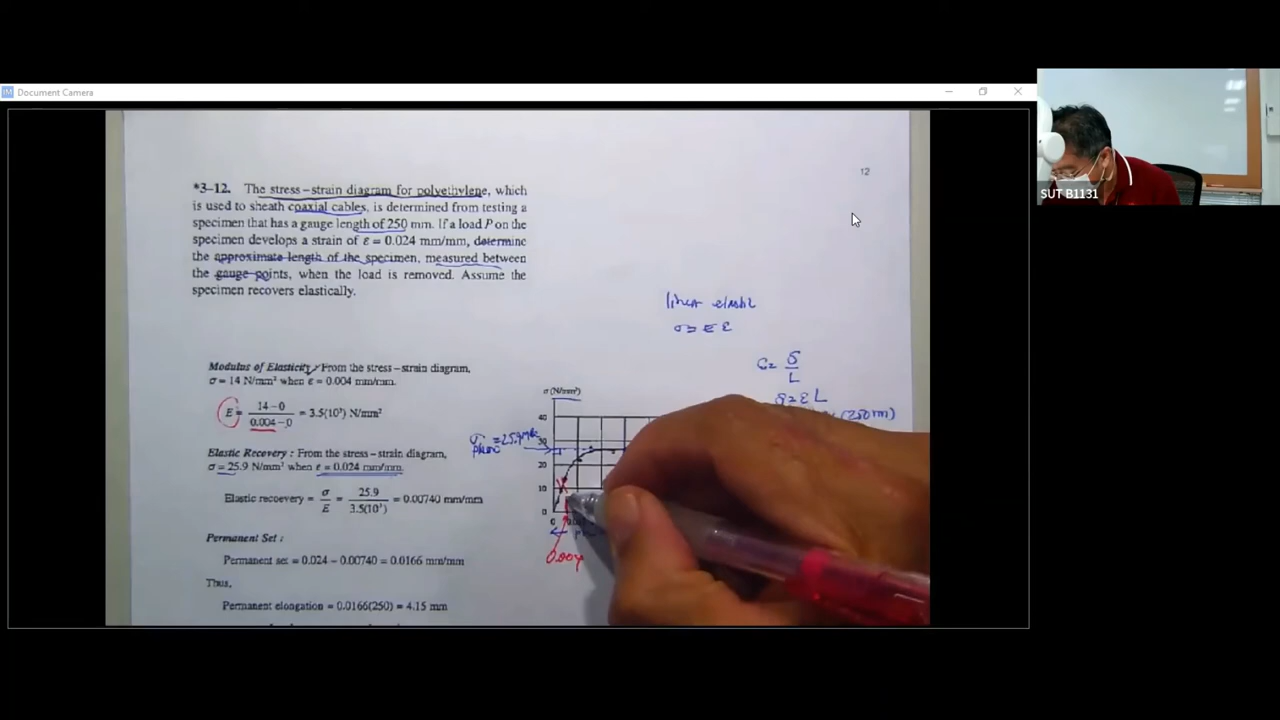 Document Camera
12
*3–12. The stress–strain diagram for polyethylene, which
is used to sheath coaxial cables, is determined from testing a
specimen that has a gauge length of 250 mm. If a load P on the
specimen develops a strain of ε = 0.024 mm/mm, determine
the approximate length of the specimen, measured between
the gauge points, when the load is removed. Assume the
specimen recovers elastically.
linear elastic
σ = E ε
ε = δ / L
δ = ε L
(250 m)
Modulus of Elasticity : From the stress–strain diagram,
σ = 14 N/mm² when ε = 0.004 mm/mm.
E = 14 – 0 / 0.004 – 0 = 3.5(10³) N/mm²
Elastic Recovery : From the stress–strain diagram,
σ = 25.9 N/mm² when ε = 0.024 mm/mm.
Elastic recoevery = σ / E = 25.9 / 3.5(10³) = 0.00740 mm/mm
Permanent Set :
Permanent set = 0.024 – 0.00740 = 0.0166 mm/mm
Thus,
Permanent elongation = 0.0166(250) = 4.15 mm
σ (N/mm²)
40
30
20
10
0
0
0.004
SUT B1131